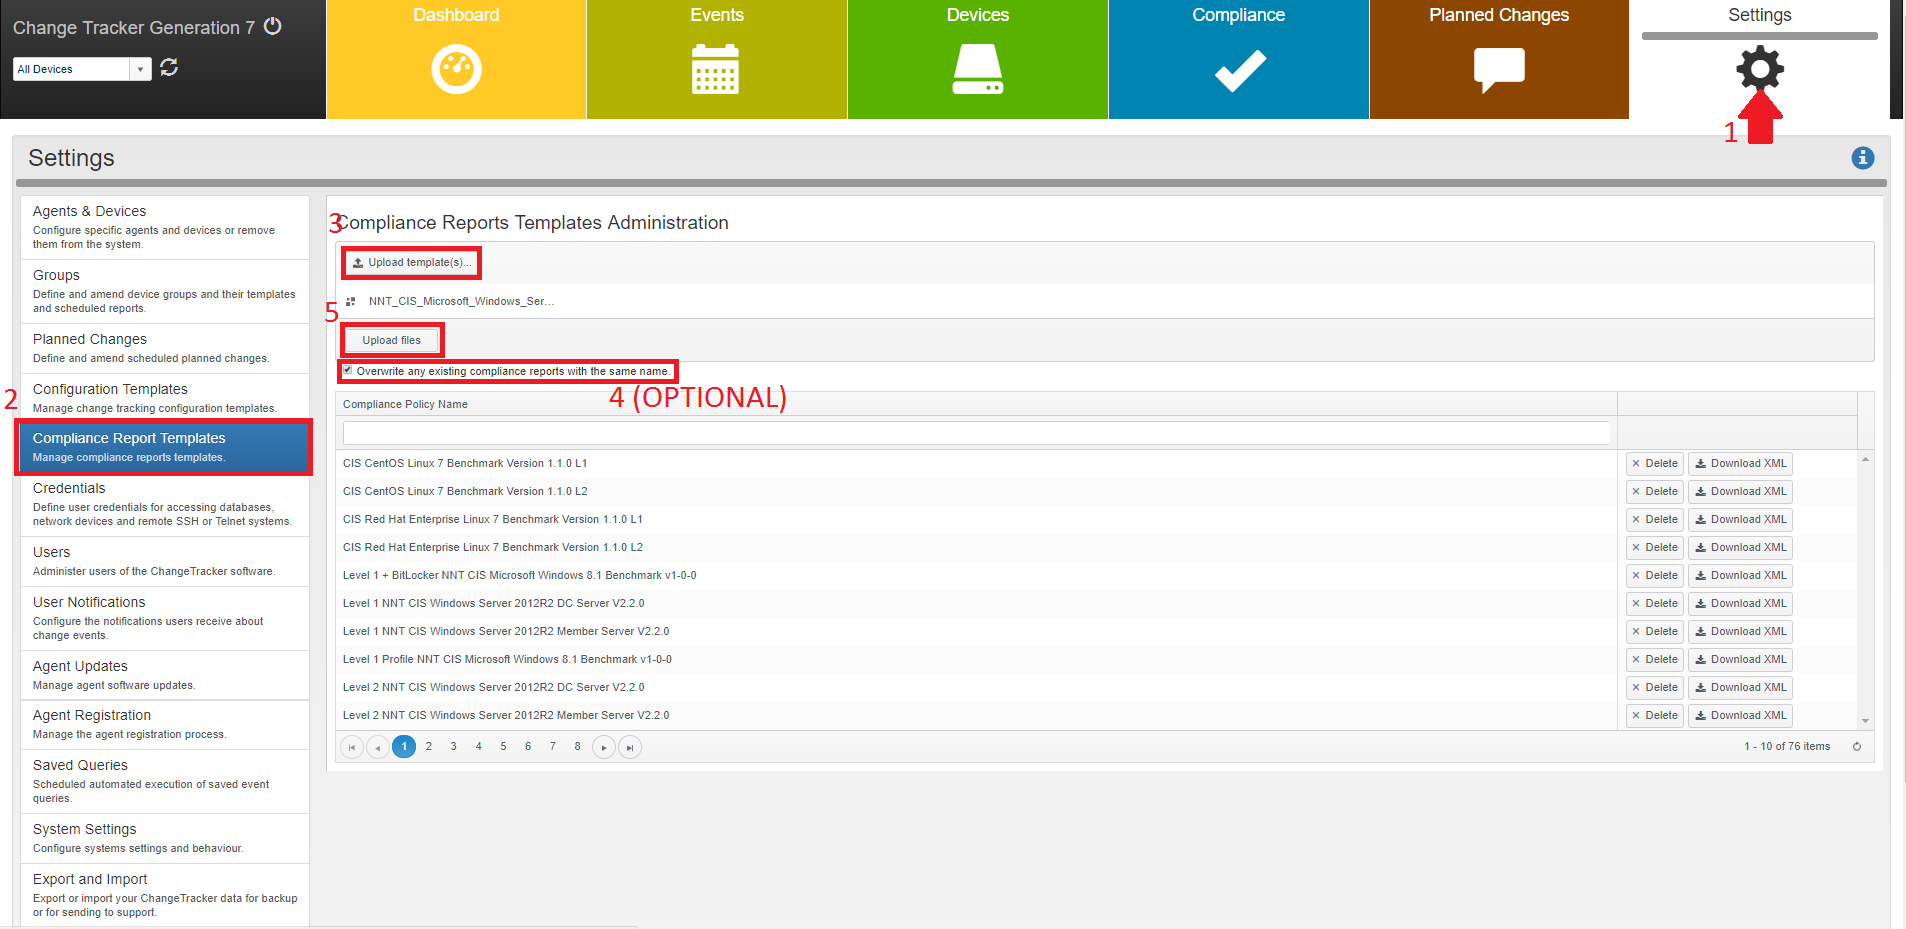 Change Tracker Generation 7
All Devices
Dashboard
Events
Devices
Compliance
Planned Changes
Settings
1
Settings
Agents & Devices
Configure specific agents and devices or remove
them from the system.
Groups
Define and amend device groups and their templates
and scheduled reports.
Planned Changes
Define and amend scheduled planned changes.
Configuration Templates
Manage change tracking configuration templates.
2
Compliance Report Templates
Manage compliance reports templates.
Credentials
Define user credentials for accessing databases,
network devices and remote SSH or Telnet systems.
Users
Administer users of the ChangeTracker software.
User Notifications
Configure the notifications users receive about
change events.
Agent Updates
Manage agent software updates.
Agent Registration
Manage the agent registration process.
Saved Queries
Scheduled automated execution of saved event
queries.
System Settings
Configure systems settings and behaviour.
Export and Import
Export or import your ChangeTracker data for backup
or for sending to support.
3
Compliance Reports Templates Administration
Upload template(s)...
NNT_CIS_Microsoft_Windows_Ser...
5
Upload files
Overwrite any existing compliance reports with the same name.
4 (OPTIONAL)
Compliance Policy Name
CIS CentOS Linux 7 Benchmark Version 1.1.0 L1 Delete Download XML
CIS CentOS Linux 7 Benchmark Version 1.1.0 L2 Delete Download XML
CIS Red Hat Enterprise Linux 7 Benchmark Version 1.1.0 L1 Delete Download XML
CIS Red Hat Enterprise Linux 7 Benchmark Version 1.1.0 L2 Delete Download XML
Level 1 + BitLocker NNT CIS Microsoft Windows 8.1 Benchmark v1-0-0 Delete Download XML
Level 1 NNT CIS Windows Server 2012R2 DC Server V2.2.0 Delete Download XML
Level 1 NNT CIS Windows Server 2012R2 Member Server V2.2.0 Delete Download XML
Level 1 Profile NNT CIS Microsoft Windows 8.1 Benchmark v1-0-0 Delete Download XML
Level 2 NNT CIS Windows Server 2012R2 DC Server V2.2.0 Delete Download XML
Level 2 NNT CIS Windows Server 2012R2 Member Server V2.2.0 Delete Download XML
1 2 3 4 5 6 7 8
1 - 10 of 76 items